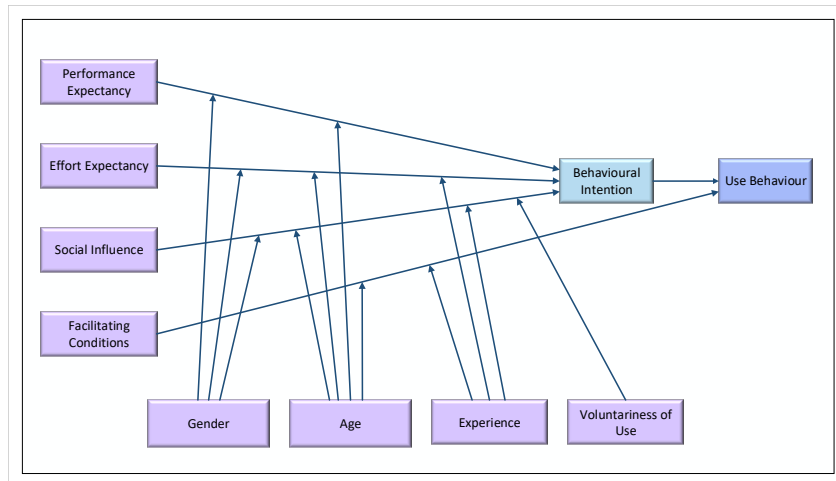 Performance
Expectancy
Effort Expectancy
Behavioural
Intention
Use Behaviour
Social Influence
Facilitating
Conditions
Gender
Age
Experience
Voluntariness of
Use